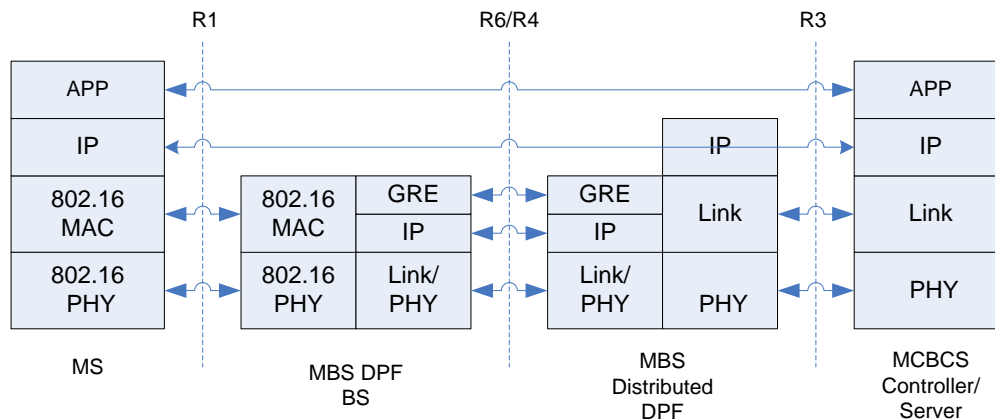 R1
R6/R4
R3
APP
APP
IP
IP
IP
802.16
MAC
802.16
MAC
GRE
IP
GRE
IP
Link
Link
802.16
PHY
802.16
PHY
Link/
PHY
Link/
PHY
PHY
PHY
MS
MBS DPF
BS
MBS
Distributed
DPF
MCBCS
Controller/
Server